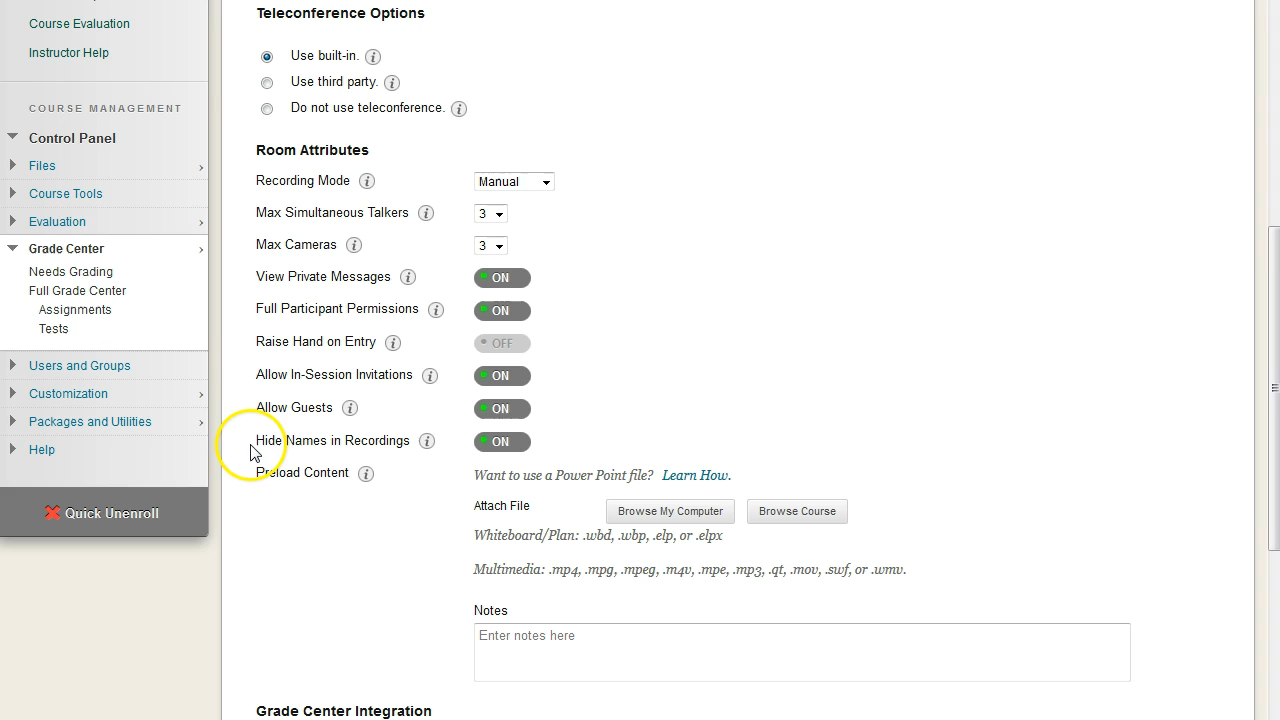 Course Evaluation
Instructor Help
COURSE MANAGEMENT
Control Panel
Files
Course Tools
Evaluation
Grade Center
Needs Grading
Full Grade Center
Assignments
Tests
Users and Groups
Customization
Packages and Utilities
Help
Quick Unenroll
Teleconference Options
Use built-in.
Use third party.
Do not use teleconference.
Room Attributes
Recording Mode Manual
Max Simultaneous Talkers 3
Max Cameras 3
View Private Messages ON
Full Participant Permissions ON
Raise Hand on Entry OFF
Allow In-Session Invitations ON
Allow Guests ON
Hide Names in Recordings ON
Preload Content Want to use a Power Point file? Learn How.
Attach File Browse My Computer Browse Course
Whiteboard/Plan: .wbd, .wbp, .elp, or .elpx
Multimedia: .mp4, .mpg, .mpeg, .m4v, .mpe, .mp3, .qt, .mov, .swf, or .wmv.
Notes
Enter notes here
Grade Center Integration